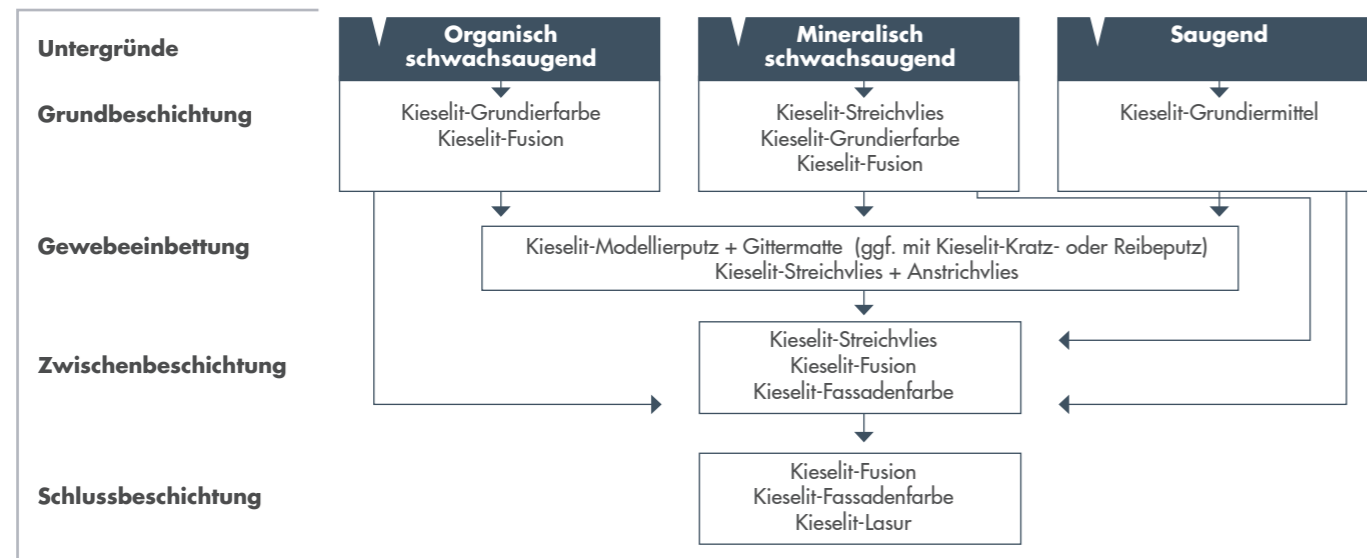 Untergründe
Organisch
schwachsaugend
Mineralisch
schwachsaugend
Saugend
Grundbeschichtung
Kieselit-Grundierfarbe
Kieselit-Fusion
Kieselit-Streichvlies
Kieselit-Grundierfarbe
Kieselit-Fusion
Kieselit-Grundiermittel
Gewebeeinbettung
Kieselit-Modellierputz + Gittermatte (ggf. mit Kieselit-Kratz- oder Reibeputz)
Kieselit-Streichvlies + Anstrichvlies
Zwischenbeschichtung
Kieselit-Streichvlies
Kieselit-Fusion
Kieselit-Fassadenfarbe
Schlussbeschichtung
Kieselit-Fusion
Kieselit-Fassadenfarbe
Kieselit-Lasur